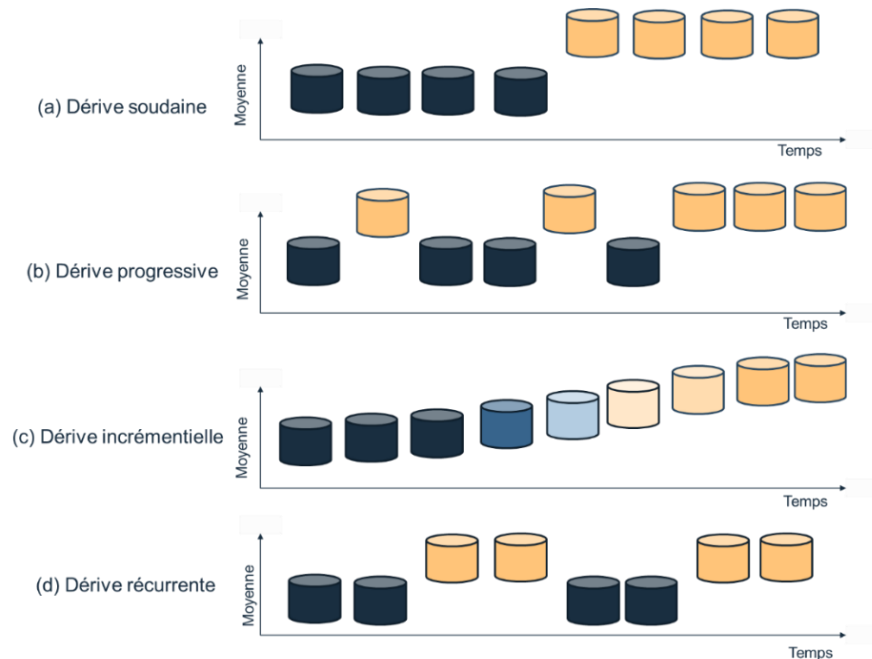 (a) Dérive soudaine
Moyenne
Temps
(b) Dérive progressive
Moyenne
Temps
(c) Dérive incrémentielle
Moyenne
Temps
(d) Dérive récurrente
Moyenne
Temps